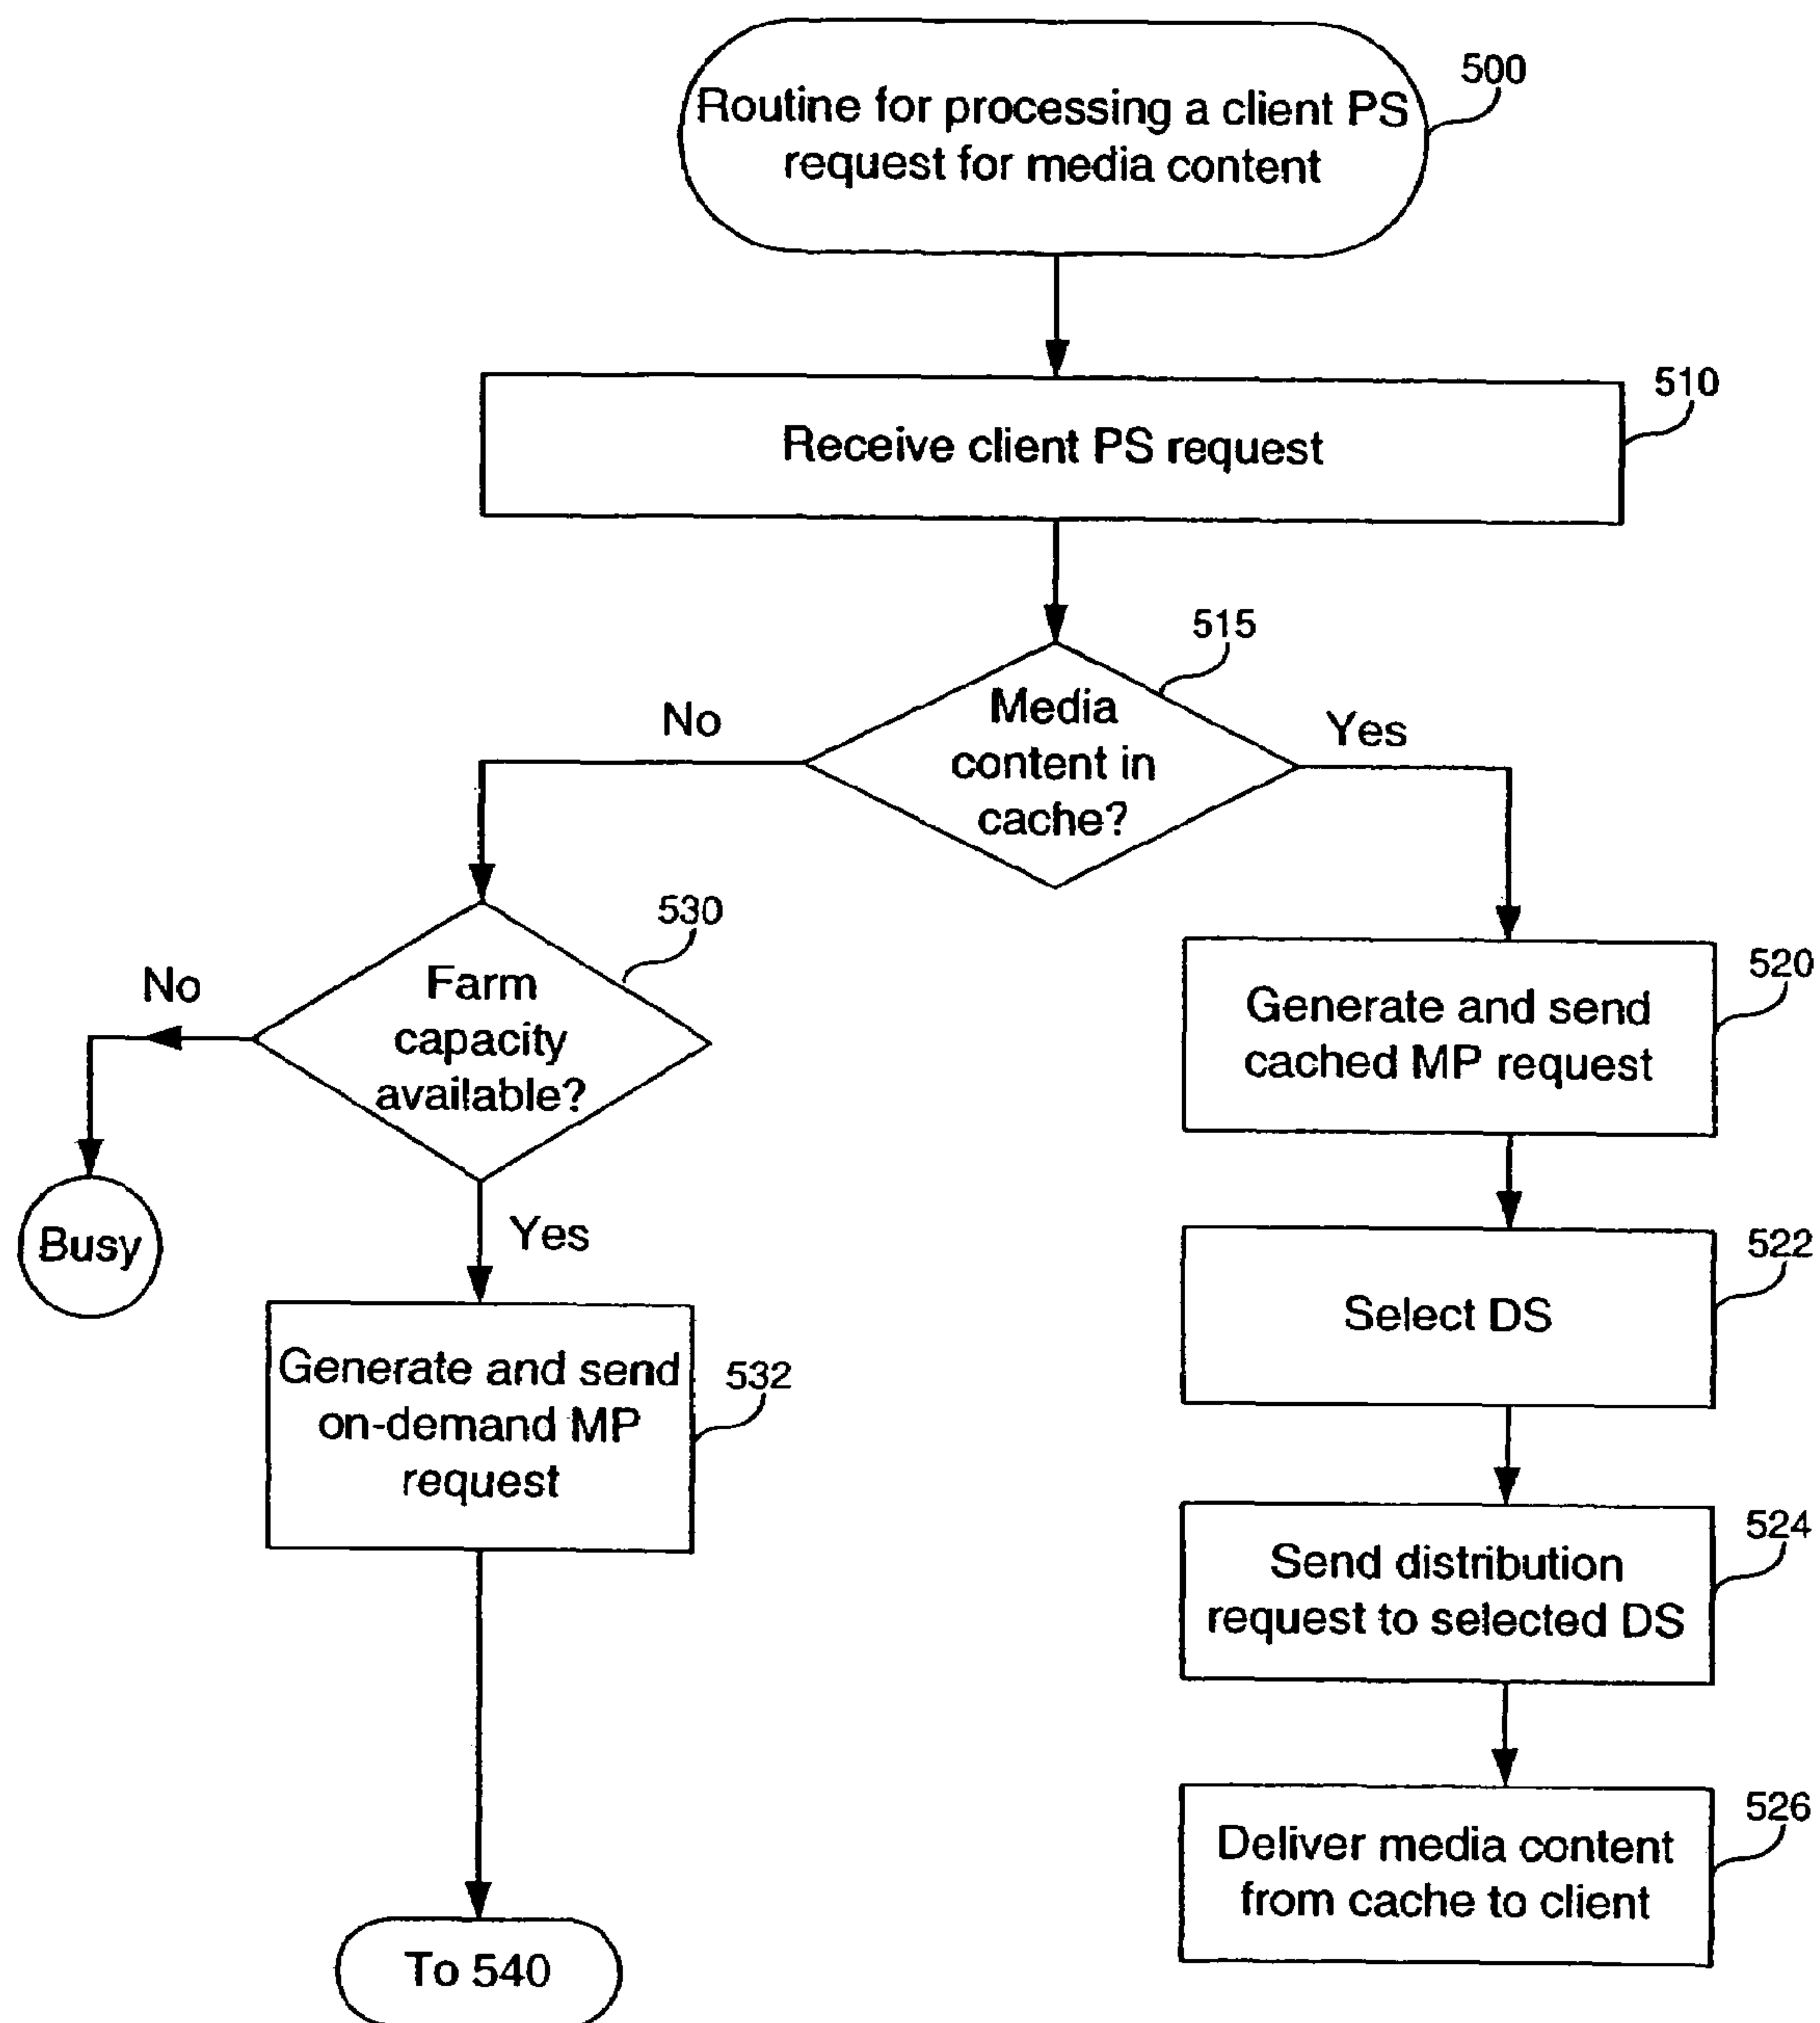 Routine for processing a client PS
request for media content
500
Receive client PS request
510
Media
content in
cache?
515
No
Yes
Farm
capacity
available?
530
No
Busy
Yes
Generate and send
on-demand MP
request
532
To 540
Generate and send
cached MP request
520
Select DS
522
Send distribution
request to selected DS
524
Deliver media content
from cache to client
526